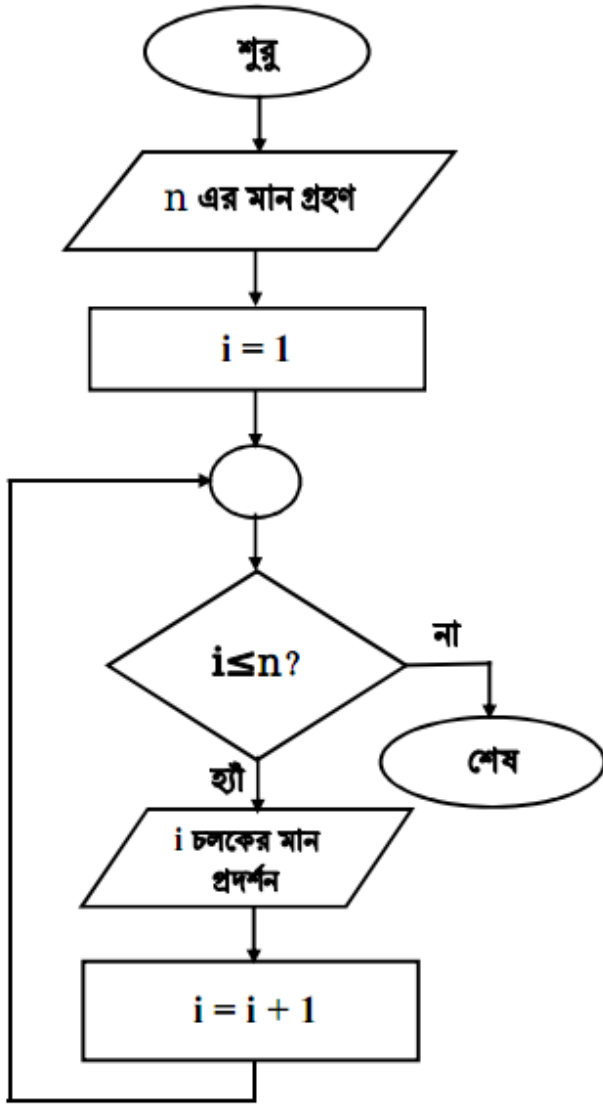 শুরু
n এর মান গ্রহণ
i = 1
i≤n?
না
শেষ
হ্যাঁ
i চলকের মান
প্রদর্শন
i = i + 1